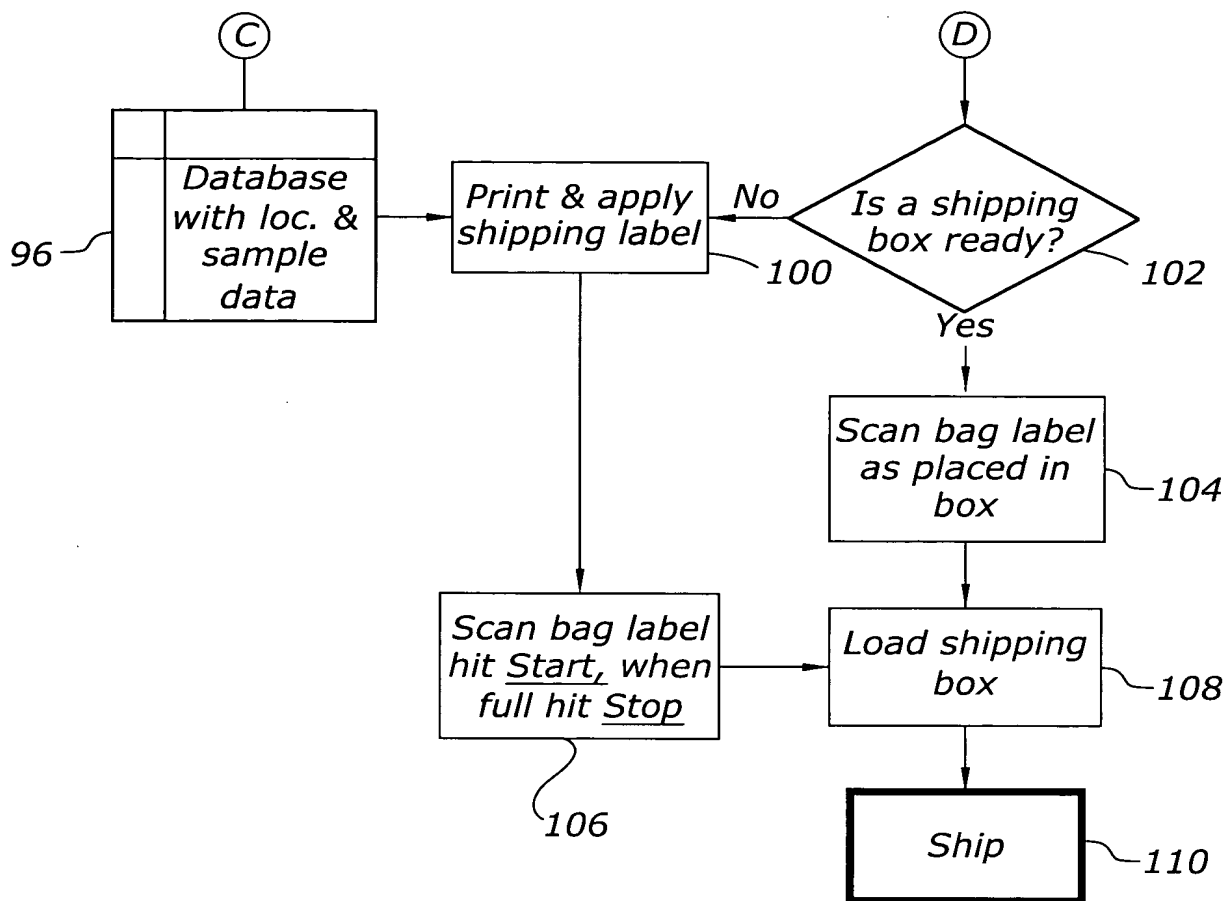 C
D
Database
with loc. &
sample
data
96
Print & apply
shipping label
100
No
Is a shipping
box ready?
102
Yes
Scan bag label
as placed in
box
104
Scan bag label
hit Start, when
full hit Stop
106
Load shipping
box
108
Ship
110